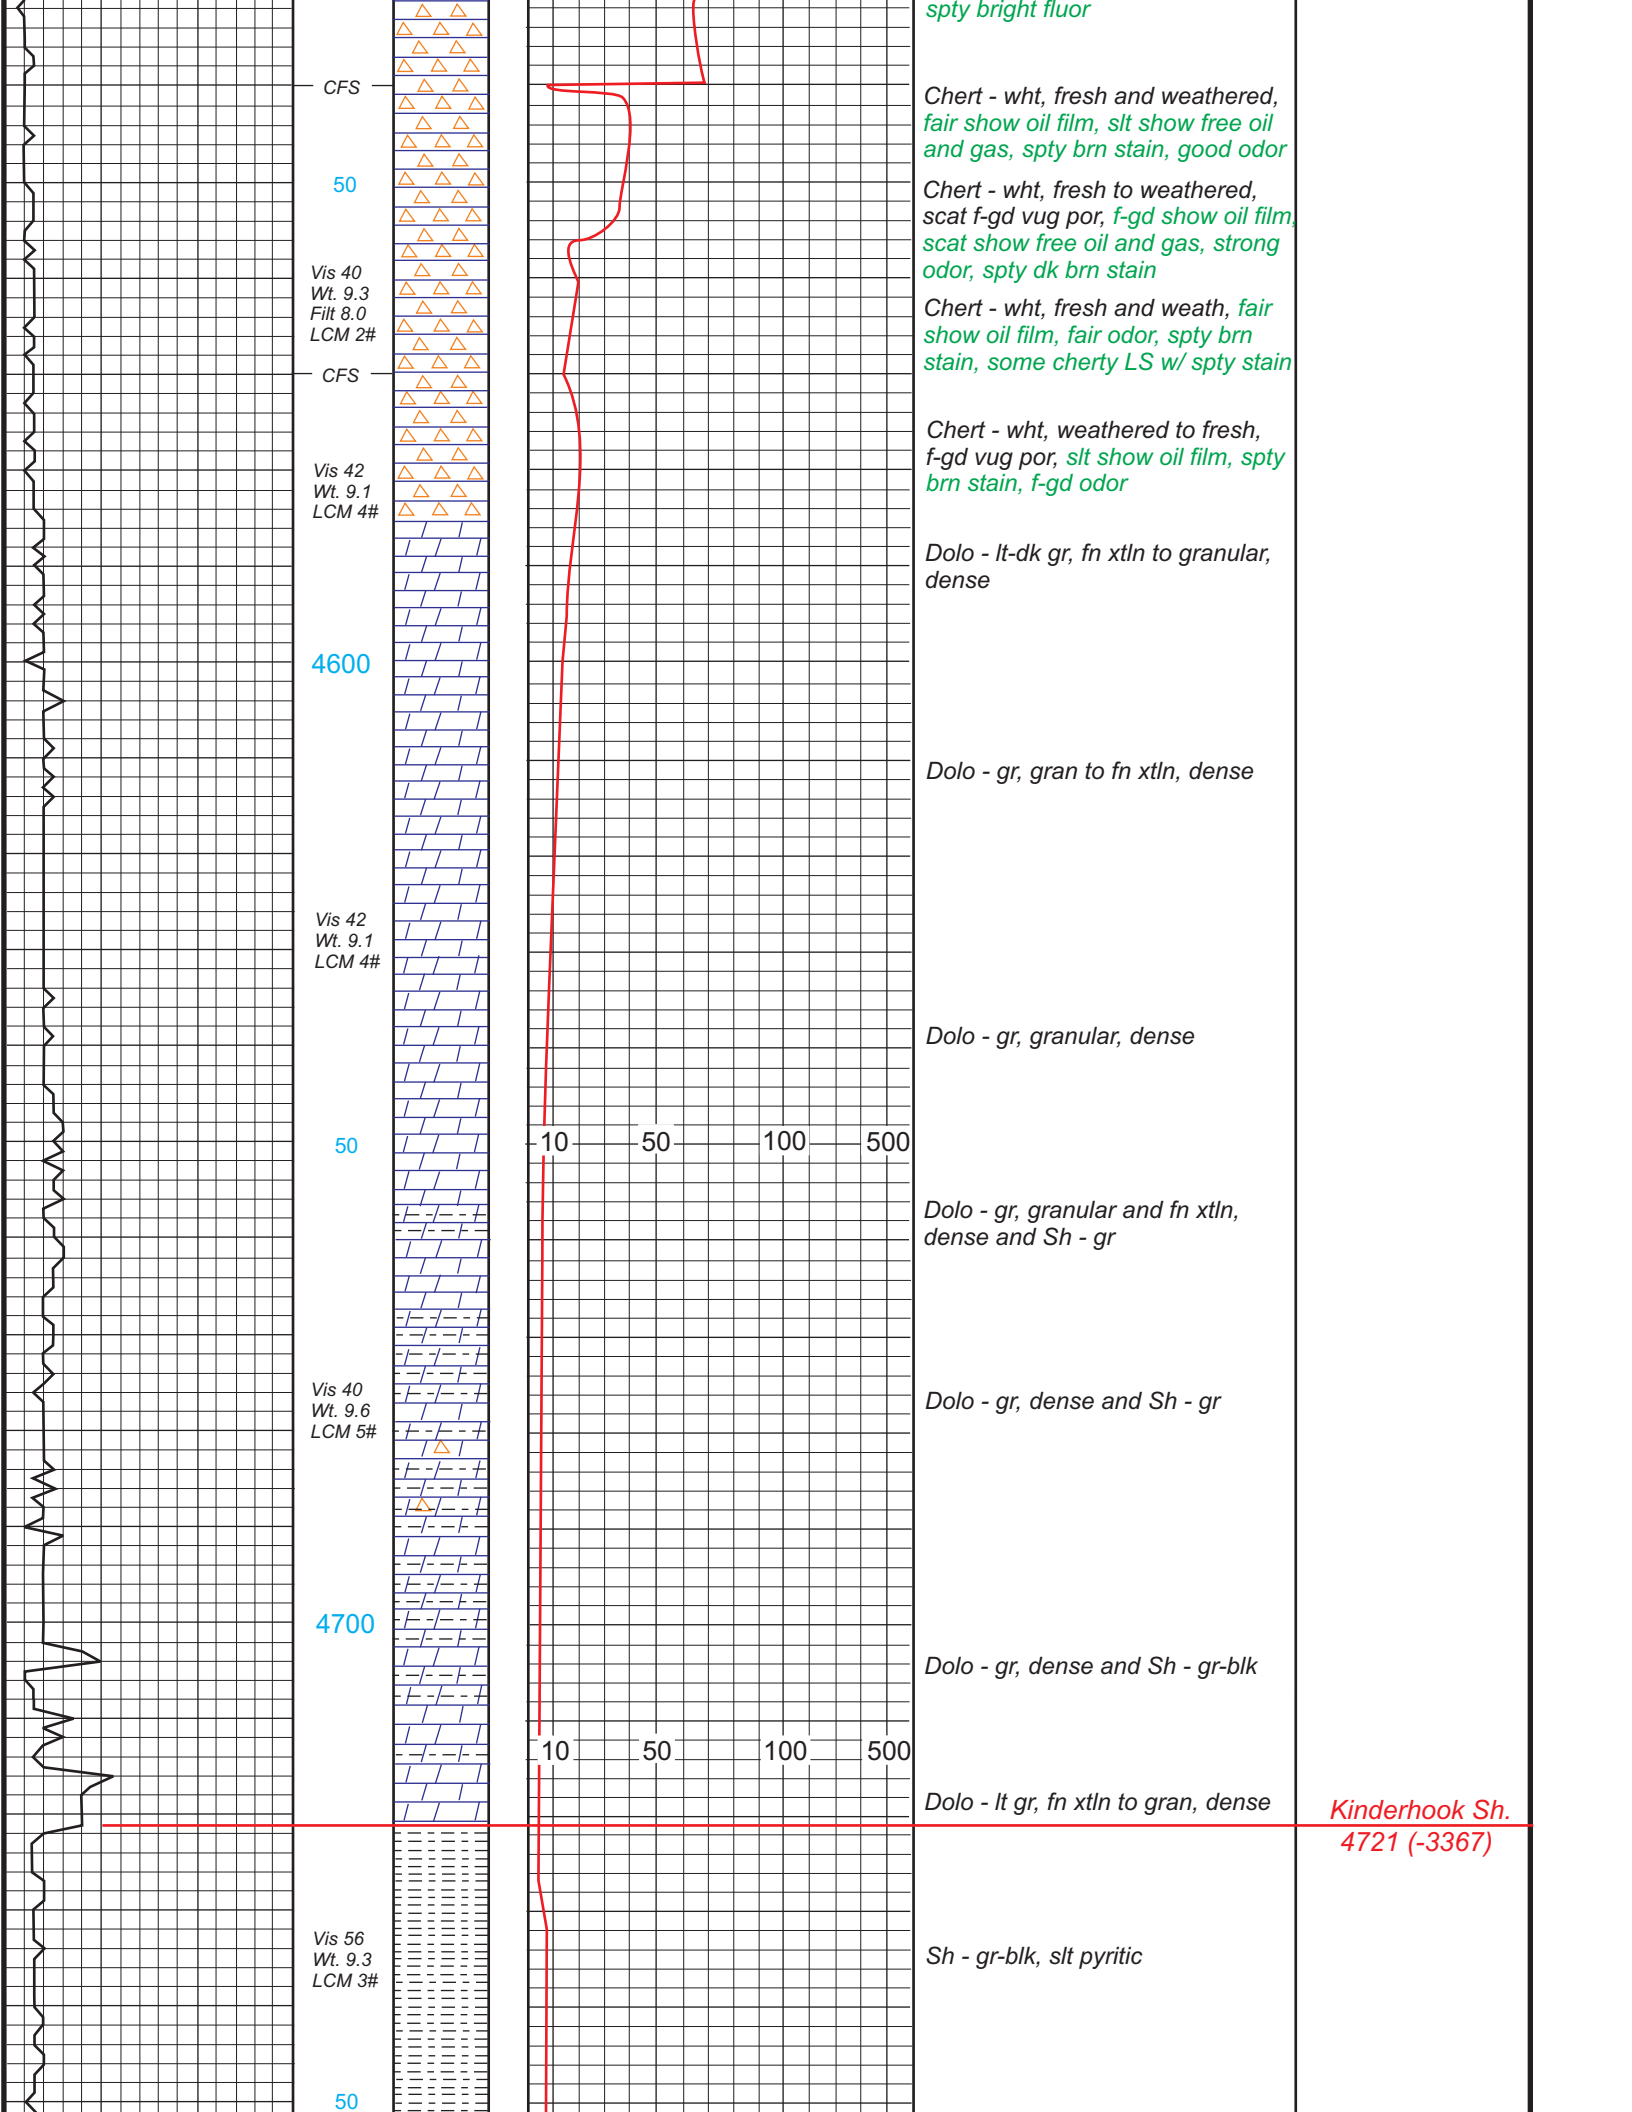 spty bright fluor
CFS
Chert - wht, fresh and weathered,
fair show oil film, slt show free oil
and gas, spty brn stain, good odor
50
Chert - wht, fresh to weathered,
scat f-gd vug por, f-gd show oil film,
scat show free oil and gas, strong
odor, spty dk brn stain
Vis 40
Wt. 9.3
Filt 8.0
LCM 2#
Chert - wht, fresh and weath, fair
show oil film, fair odor, spty brn
stain, some cherty LS w/ spty stain
CFS
Chert - wht, weathered to fresh,
f-gd vug por, slt show oil film, spty
brn stain, f-gd odor
Vis 42
Wt. 9.1
LCM 4#
Dolo - lt-dk gr, fn xtln to granular,
dense
4600
Dolo - gr, gran to fn xtln, dense
Vis 42
Wt. 9.1
LCM 4#
Dolo - gr, granular, dense
50
10 50 100 500
Dolo - gr, granular and fn xtln,
dense and Sh - gr
Vis 40
Wt. 9.6
LCM 5#
Dolo - gr, dense and Sh - gr
4700
Dolo - gr, dense and Sh - gr-blk
10 50 100 500
Dolo - lt gr, fn xtln to gran, dense
Kinderhook Sh.
4721 (-3367)
Vis 56
Wt. 9.3
LCM 3#
Sh - gr-blk, slt pyritic
50